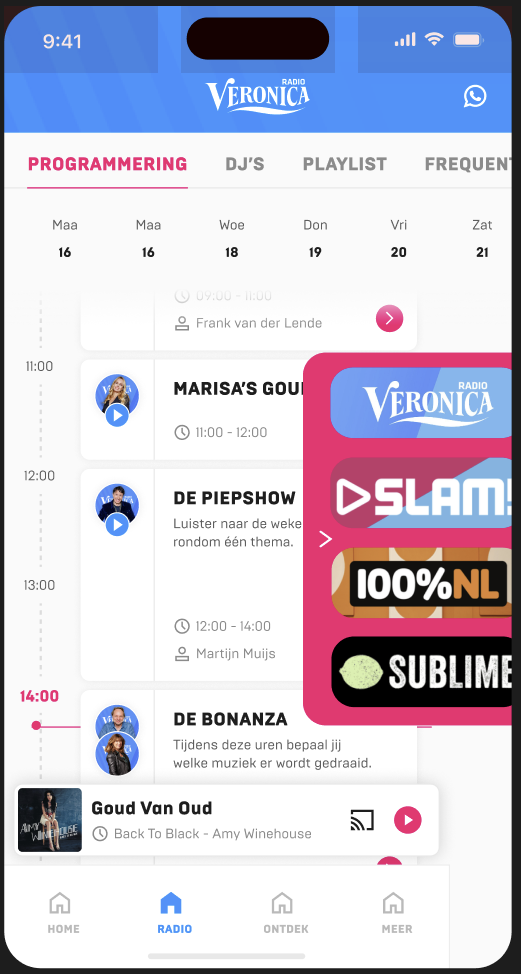 9:41
RADIO
VERONICA
PROGRAMMERING DJ'S PLAYLIST FREQUENT
Maa Maa Woe Don Vri Zat
16 16 18 19 20 21
09:00 - 11:00
Frank van der Lende
11:00
MARISA'S GOU
11:00 - 12:00
RADIO
VERONICA
SLAM!
100%NL
SUBLIME
12:00
DE PIEPSHOW
Luister naar de weke
rondom één thema.
13:00
12:00 - 14:00
Martijn Muijs
14:00
DE BONANZA
Tijdens deze uren bepaal jij
welke muziek er wordt gedraaid.
AMY
WINEHOUSE
Goud Van Oud
Back To Black - Amy Winehouse
HOME RADIO ONTDEK MEER